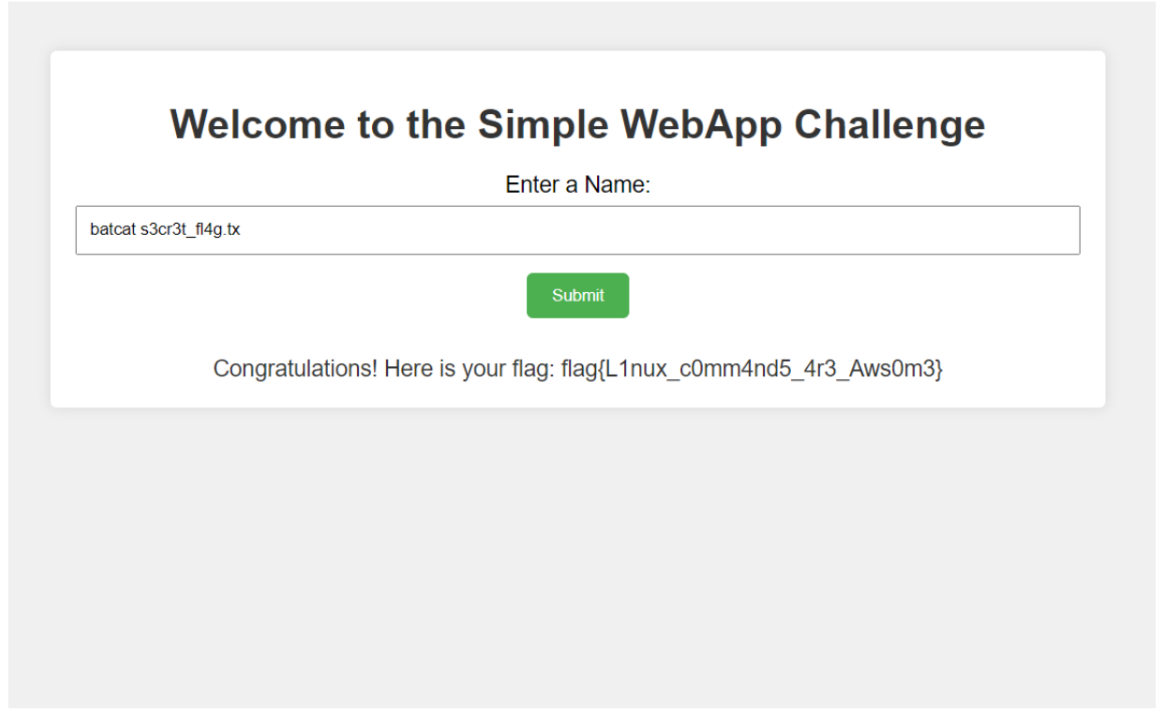 Welcome to the Simple WebApp Challenge
Enter a Name:
batcat s3cr3t_fl4g.tx
Submit
Congratulations! Here is your flag: flag{L1nux_c0mm4nd5_4r3_Aws0m3}